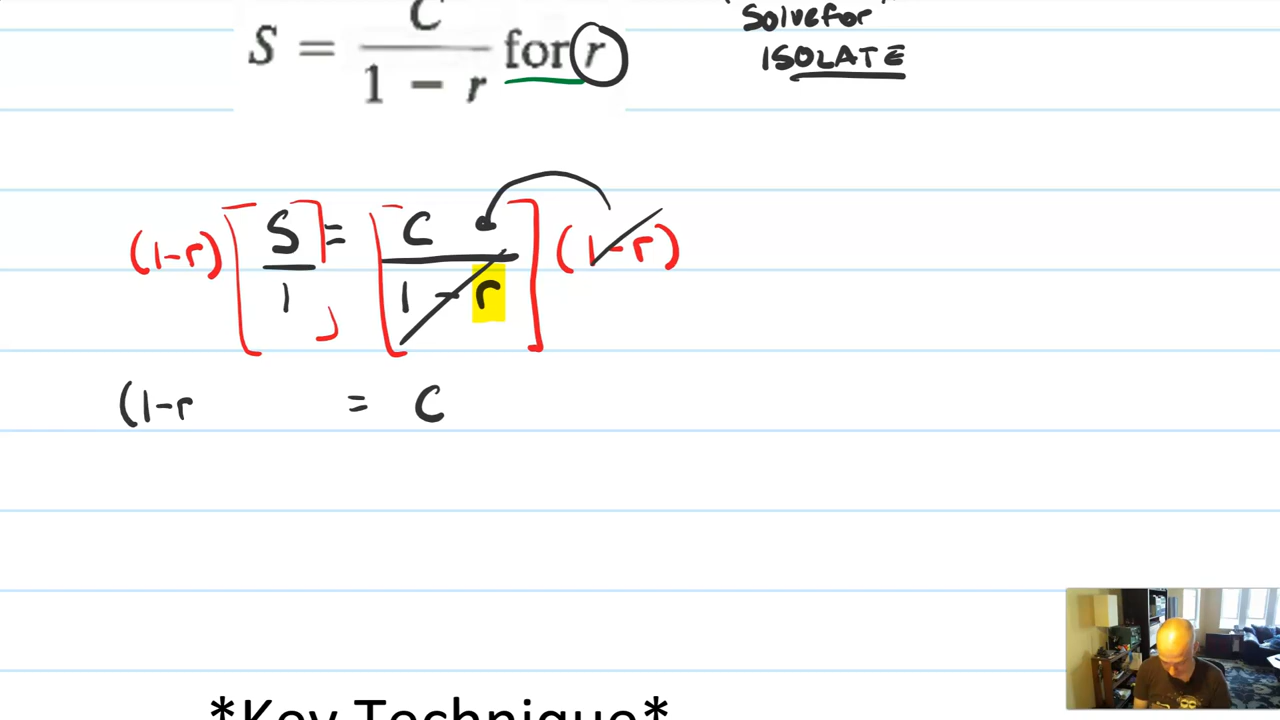 "Solve for"
ISOLATE
S = C / 1 - r for r
(1-r) [S/1] = [C / 1 - r] (1-r)
(1-r = C
*Key Technique*